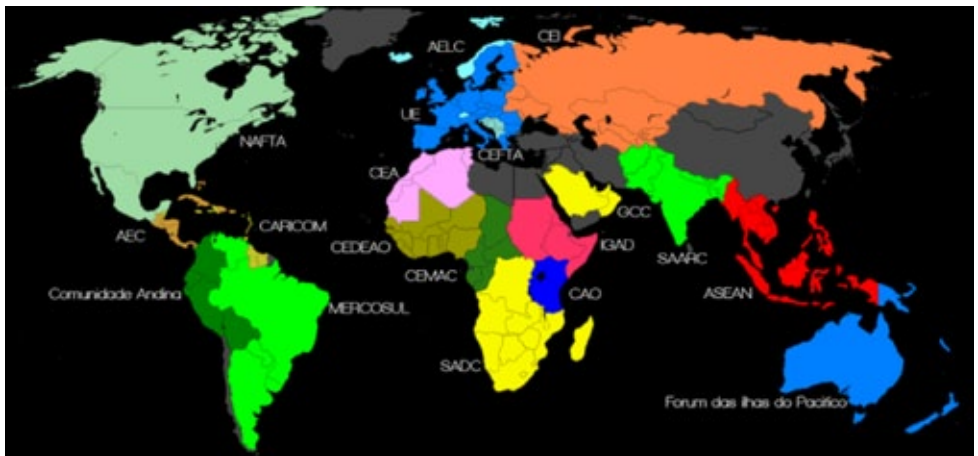 CEI
AELC
UE
NAFTA
CEFTA
CEA
GCC
CARICOM
AEC
CEDEAO
IGAD
SAARC
CEMAC
CAO
ASEAN
Comunidade Andina
MERCOSUL
SADC
Forum das ilhas do Pacifico